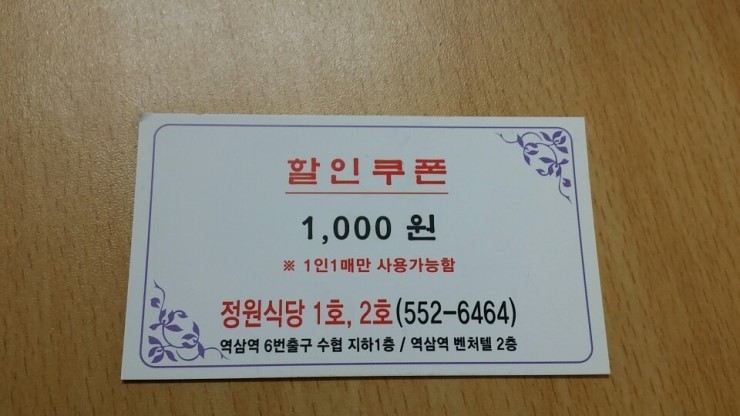 할인쿠폰
1,000 원
※ 1인1매만 사용가능함
정원식당 1호, 2호(552-6464)
역삼역 6번출구 수협 지하1층 / 역삼역 벤처텔 2층